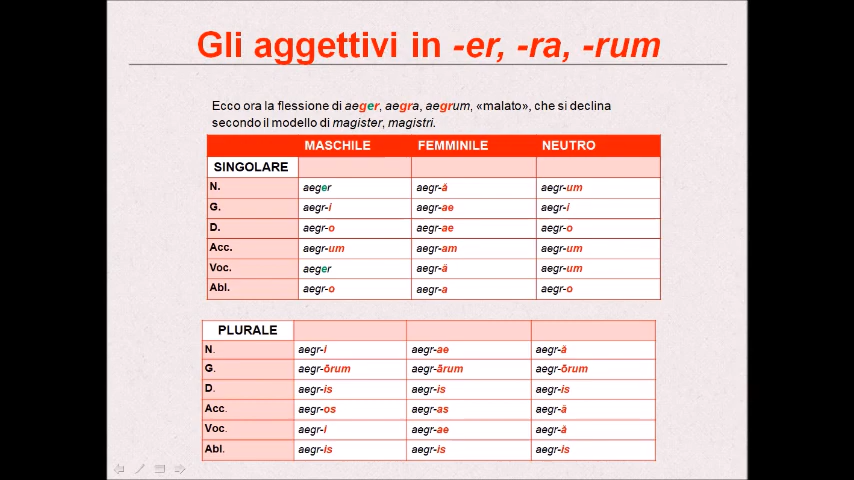 Gli aggettivi in -er, -ra, -rum
Ecco ora la flessione di aeger, aegra, aegrum, «malato», che si declina
secondo il modello di magister, magistri.
MASCHILE FEMMINILE NEUTRO
SINGOLARE
N. aeger aegr-ă aegr-um
G. aegr-i aegr-ae aegr-i
D. aegr-o aegr-ae aegr-o
Acc. aegr-um aegr-am aegr-um
Voc. aeger aegr-ă aegr-um
Abl. aegr-o aegr-a aegr-o
PLURALE
N. aegr-i aegr-ae aegr-ă
G. aegr-ōrum aegr-ārum aegr-ōrum
D. aegr-is aegr-is aegr-is
Acc. aegr-os aegr-as aegr-ă
Voc. aegr-i aegr-ae aegr-ă
Abl. aegr-is aegr-is aegr-is